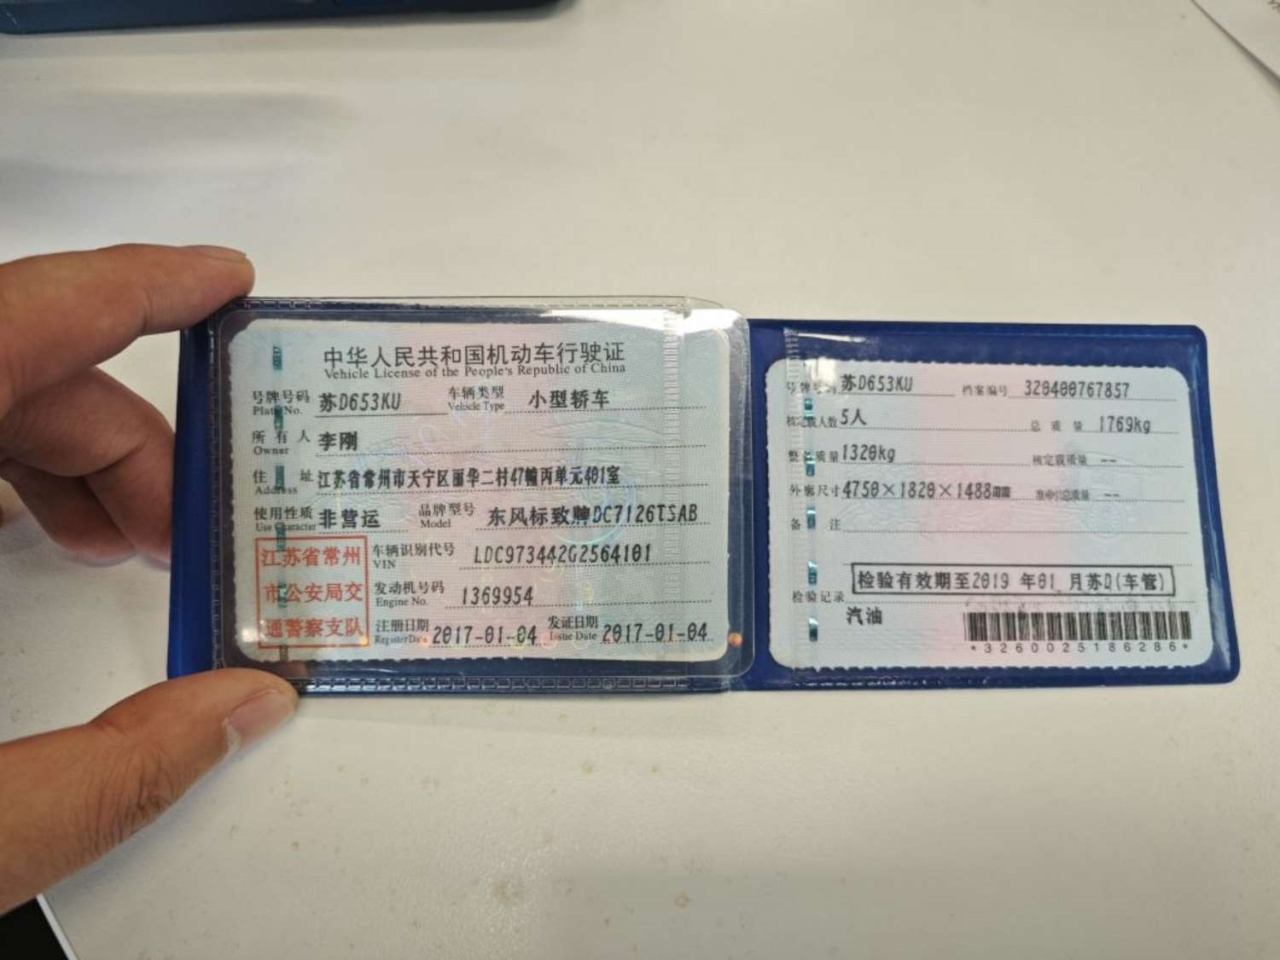 中华人民共和国机动车行驶证
Vehicle License of the People's Republic of China
号牌号码 苏D653KU 车辆类型 小型轿车
Plate No. Vehicle Type
所有人 李刚
Owner
住址 江苏省常州市天宁区丽华二村47幢丙单元401室
Address
使用性质 非营运 品牌型号 东风标致牌DC7126TSAB
Use Character Model
江苏省常州
市公安局交
通警察支队
车辆识别代号 LDC973442G2564101
VIN
发动机号码 1369954
Engine No.
注册日期 2017-01-04 发证日期 2017-01-04
Register Date Issue Date
号牌号码 苏D653KU 档案编号 320400767857
核定载人数 5人 总质量 1769kg
整备质量 1320kg 核定载质量 --
外廓尺寸 4750×1820×1488 准牵引总质量 --
备注
检验有效期至2019 年01 月苏D(车管)
检验记录
汽油
*3260025186286*